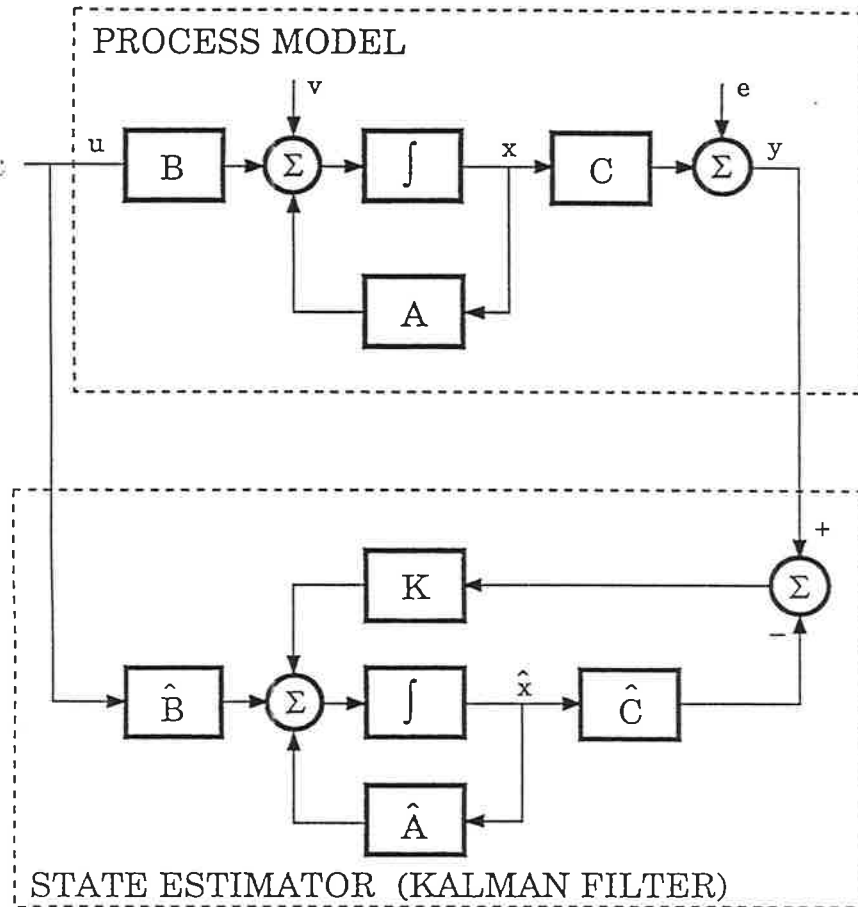 PROCESS MODEL
v
e
u
B
Σ
∫
x
C
Σ
y
A
+
K
Σ
−
B̂
Σ
∫
x̂
Ĉ
Â
STATE ESTIMATOR (KALMAN FILTER)